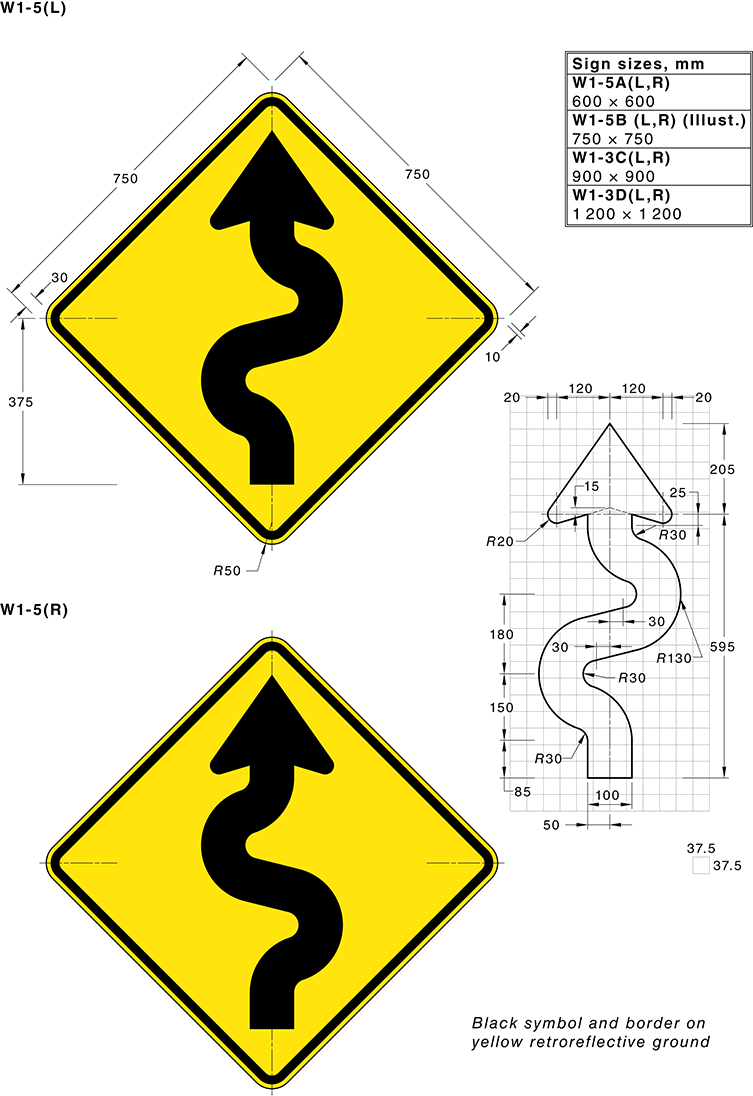 W1-5(L)
Sign sizes, mm
W1-5A(L,R)
600 × 600
W1-5B (L,R) (Illust.)
750 × 750
W1-3C(L,R)
900 × 900
W1-3D(L,R)
1 200 × 1 200
750
750
30
10
375
R50
20
120
120
20
205
15
25
R20
R30
180
30
30
R130
595
R30
150
R30
85
100
50
37.5
37.5
W1-5(R)
Black symbol and border on
yellow retroreflective ground